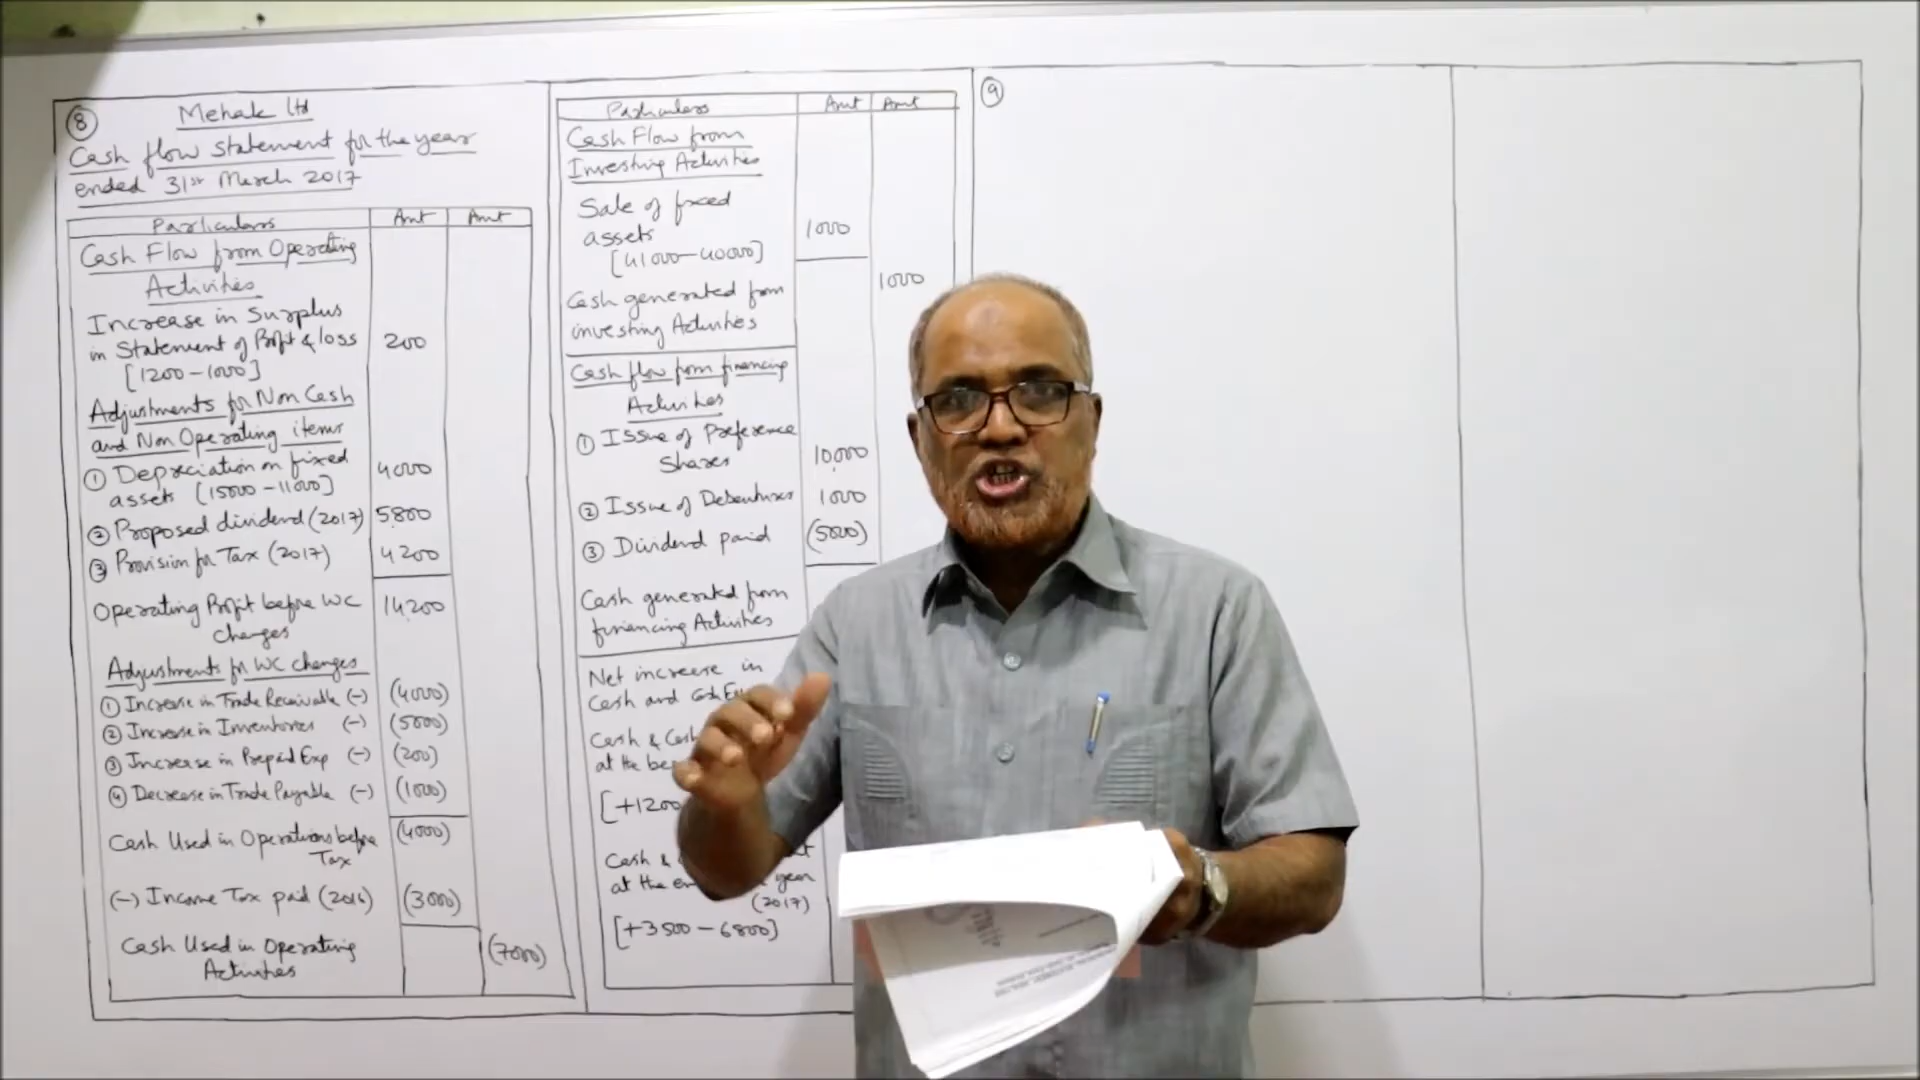 8
Mehak Ltd
Cash flow statement for the year
ended 31st March 2017
Particulars Amt Amt
Cash Flow from Operating
Activities
Increase in Surplus
in Statement of Profit & loss 200
[1200-1000]
Adjustments for Non Cash
and Non Operating items
① Depreciation on fixed 4000
assets [15000-11000]
② Proposed dividend (2017) 5800
③ Provision for Tax (2017) 4200
Operating Profit before WC 14,200
changes
Adjustments for WC changes
① Increase in Trade Receivable (-) (4000)
② Increase in Inventories (-) (5000)
③ Increase in Prepaid Exp (-) (200)
④ Decrease in Trade Payable (-) (1000)
Cash Used in Operations before (4000)
Tax
(-) Income Tax paid (2016) (3000)
Cash Used in Operating (7000)
Activities
Particulars Amt Amt
Cash Flow from
Investing Activities
Sale of fixed
assets 1000
[41000-40000]
1000
Cash generated from
investing Activities
Cash flow from financing
Activities
① Issue of Preference
Shares 10,000
② Issue of Debentures 1000
③ Dividend paid (5000)
Cash generated from
financing Activities
Net increase in
Cash and
Cash &
at the
[+1200
Cash &
at the year
(2017)
[+3500-6800]
9